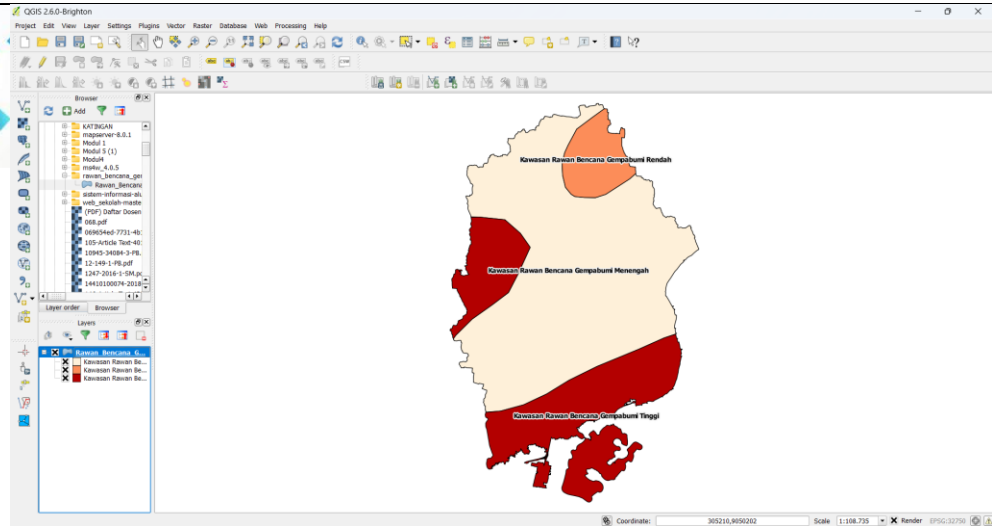 QGIS 2.6.0-Brighton
Project Edit View Layer Settings Plugins Vector Raster Database Web Processing Help
Browser
Add
KATINGAN
mapserver-8.0.1
Modul 1
Modul 5 (1)
Modul4
ms4w_4.0.5
rawan_bencana_ger
Rawan_Bencana
sistem-informasi-alu
web_sekolah-maste
(PDF) Daftar Dosen
068.pdf
069654ed-7731-4b
105-Article Text-40
10945-34084-3-PB.
12-149-1-PB.pdf
1247-2016-1-SM.pc
14410100074-2018
Layer order Browser
Layers
Rawan_Bencana_G...
Kawasan Rawan Be...
Kawasan Rawan Be...
Kawasan Rawan Be...
Kawasan Rawan Bencana Gempabumi Rendah
Kawasan Rawan Bencana Gempabumi Menengah
Kawasan Rawan Bencana Gempabumi Tinggi
Coordinate: 305210,9050202 Scale 1:108.735 Render EPSG:32750